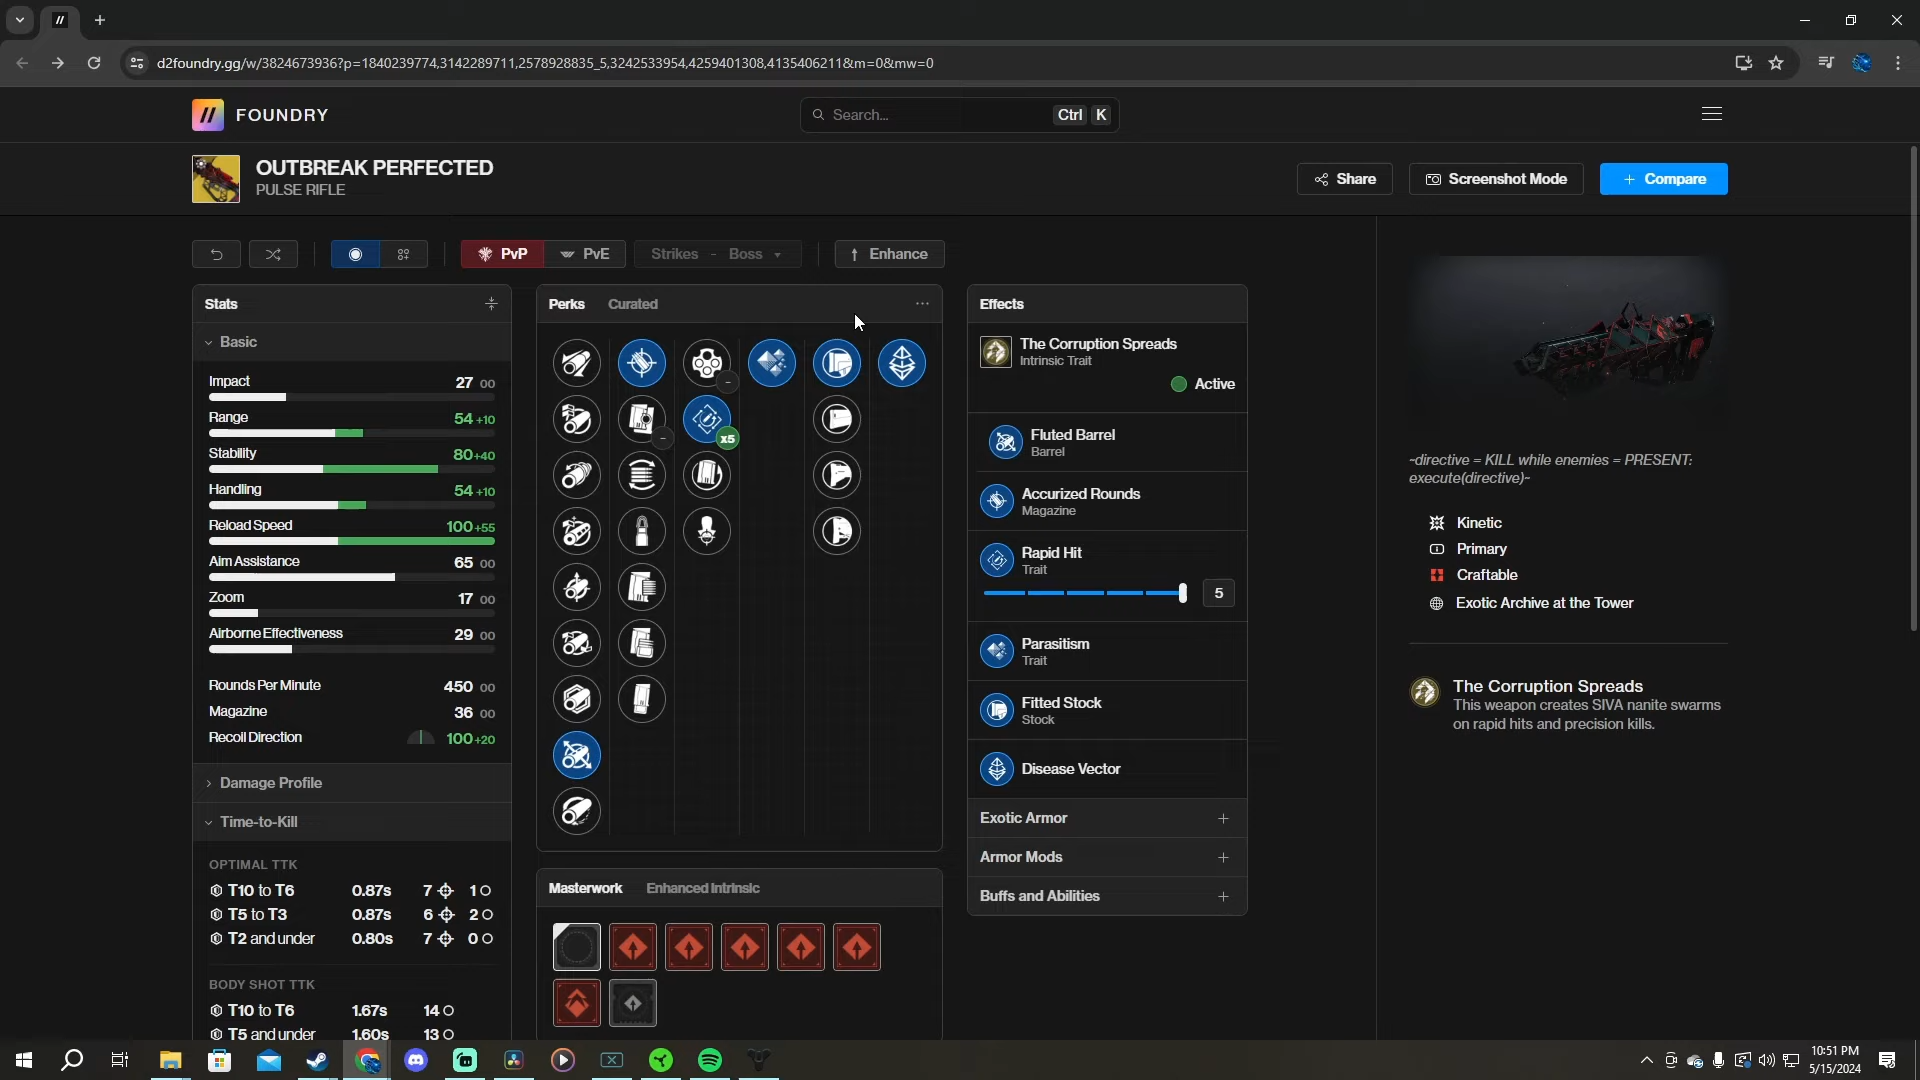 d2foundry.gg/w/3824673936?p=1840239774,3142289711,2578928835_5,3242533954,4259401308,4135406211&m=0&mw=0
FOUNDRY
Search...
Ctrl K
OUTBREAK PERFECTED
PULSE RIFLE
Share
Screenshot Mode
+ Compare
PvP
PvE
Strikes - Boss
Enhance
Stats
Basic
Impact 27 00
Range 54 +10
Stability 80 +40
Handling 54 +10
Reload Speed 100 +55
Aim Assistance 65 00
Zoom 17 00
Airborne Effectiveness 29 00
Rounds Per Minute 450 00
Magazine 36 00
Recoil Direction 100 +20
Damage Profile
Time-to-Kill
OPTIMAL TTK
T10 to T6 0.87s 7 1
T5 to T3 0.87s 6 2
T2 and under 0.80s 7 0
BODY SHOT TTK
T10 to T6 1.67s 14
T5 and under 1.60s 13
Perks Curated
x5
Masterwork Enhanced Intrinsic
Effects
The Corruption Spreads
Intrinsic Trait
Active
Fluted Barrel
Barrel
Accurized Rounds
Magazine
Rapid Hit
Trait
5
Parasitism
Trait
Fitted Stock
Stock
Disease Vector
Exotic Armor +
Armor Mods +
Buffs and Abilities +
~directive = KILL while enemies = PRESENT:
execute(directive)~
Kinetic
Primary
Craftable
Exotic Archive at the Tower
The Corruption Spreads
This weapon creates SIVA nanite swarms
on rapid hits and precision kills.
10:51 PM
5/15/2024